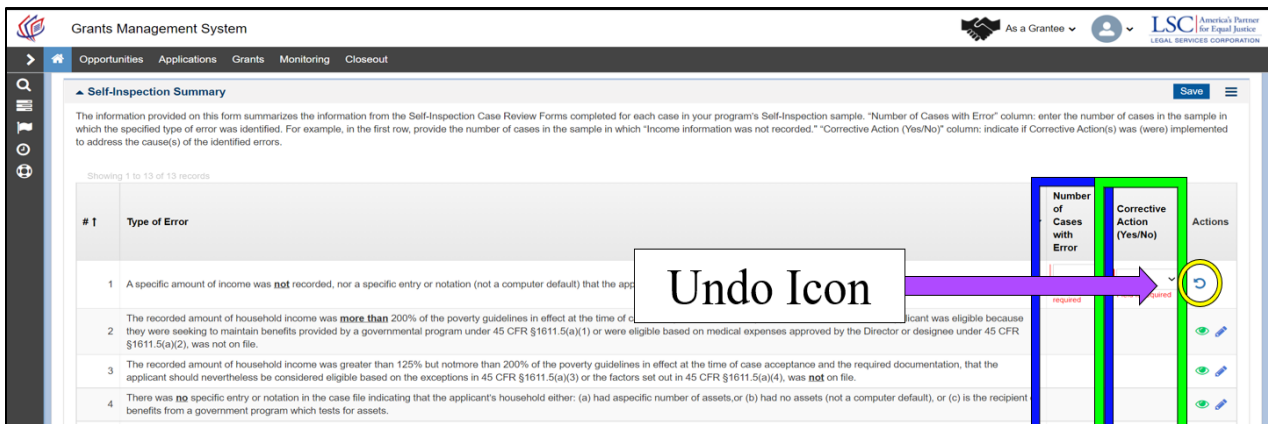 Grants Management System
As a Grantee
LSC America's Partner for Equal Justice
LEGAL SERVICES CORPORATION
Opportunities Applications Grants Monitoring Closeout
Self-Inspection Summary
Save
The information provided on this form summarizes the information from the Self-Inspection Case Review Forms completed for each case in your program's Self-Inspection sample. "Number of Cases with Error" column: enter the number of cases in the sample in
which the specified type of error was identified. For example, in the first row, provide the number of cases in the sample in which "Income information was not recorded." "Corrective Action (Yes/No)" column: indicate if Corrective Action(s) was (were) implemented
to address the cause(s) of the identified errors.
Showing 1 to 13 of 13 records
# Type of Error
Number
of
Cases
with
Error
Corrective
Action
(Yes/No)
Actions
1 A specific amount of income was not recorded, nor a specific entry or notation (not a computer default) that the
Undo Icon
required
2 The recorded amount of household income was more than 200% of the poverty guidelines in effect at the time of
was eligible because
they were seeking to maintain benefits provided by a governmental program under 45 CFR §1611.5(a)(1) or were eligible based on medical expenses approved by the Director or designee under 45 CFR
§1611.5(a)(2), was not on file.
3 The recorded amount of household income was greater than 125% but notmore than 200% of the poverty guidelines in effect at the time of case acceptance and the required documentation, that the
applicant should nevertheless be considered eligible based on the exceptions in 45 CFR §1611.5(a)(3) or the factors set out in 45 CFR §1611.5(a)(4), was not on file.
4 There was no specific entry or notation in the case file indicating that the applicant's household either: (a) had aspecific number of assets,or (b) had no assets (not a computer default), or (c) is the recipient
benefits from a government program which tests for assets.